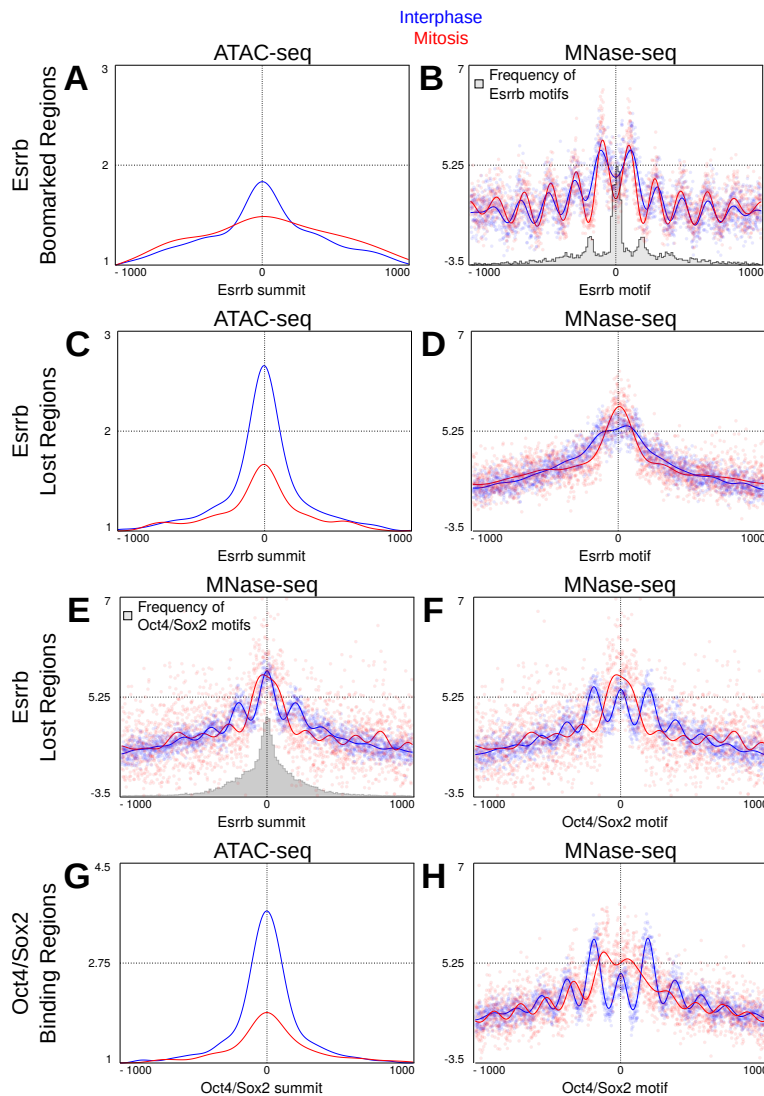 Interphase
Mitosis
A
ATAC-seq
Esrrb
Boomarked Regions
3
2
1
- 1000
0
1000
Esrrb summit
B
MNase-seq
Frequency of
Esrrb motifs
7
5.25
-3.5
- 1000
0
1000
Esrrb motif
C
ATAC-seq
Esrrb
Lost Regions
3
2
1
- 1000
0
1000
Esrrb summit
D
MNase-seq
7
5.25
-3.5
- 1000
0
1000
Esrrb motif
E
MNase-seq
Esrrb
Lost Regions
Frequency of
Oct4/Sox2 motifs
7
5.25
-3.5
- 1000
0
1000
Esrrb summit
F
MNase-seq
7
5.25
-3.5
- 1000
0
1000
Oct4/Sox2 motif
G
ATAC-seq
Oct4/Sox2
Binding Regions
4.5
2.75
1
- 1000
0
1000
Oct4/Sox2 summit
H
MNase-seq
7
5.25
-3.5
- 1000
0
1000
Oct4/Sox2 motif